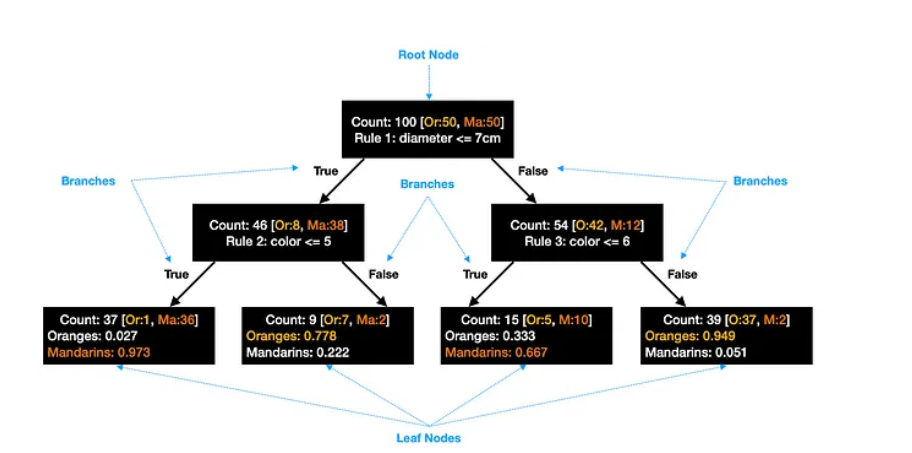 Root Node
Count: 100 [Or:50, Ma:50]
Rule 1: diameter <= 7cm
Branches
True
Branches
False
Branches
Count: 46 [Or:8, Ma:38]
Rule 2: color <= 5
Count: 54 [O:42, M:12]
Rule 3: color <= 6
True
False
True
False
Count: 37 [Or:1, Ma:36]
Oranges: 0.027
Mandarins: 0.973
Count: 9 [Or:7, Ma:2]
Oranges: 0.778
Mandarins: 0.222
Count: 15 [Or:5, M:10]
Oranges: 0.333
Mandarins: 0.667
Count: 39 [O:37, M:2]
Oranges: 0.949
Mandarins: 0.051
Leaf Nodes